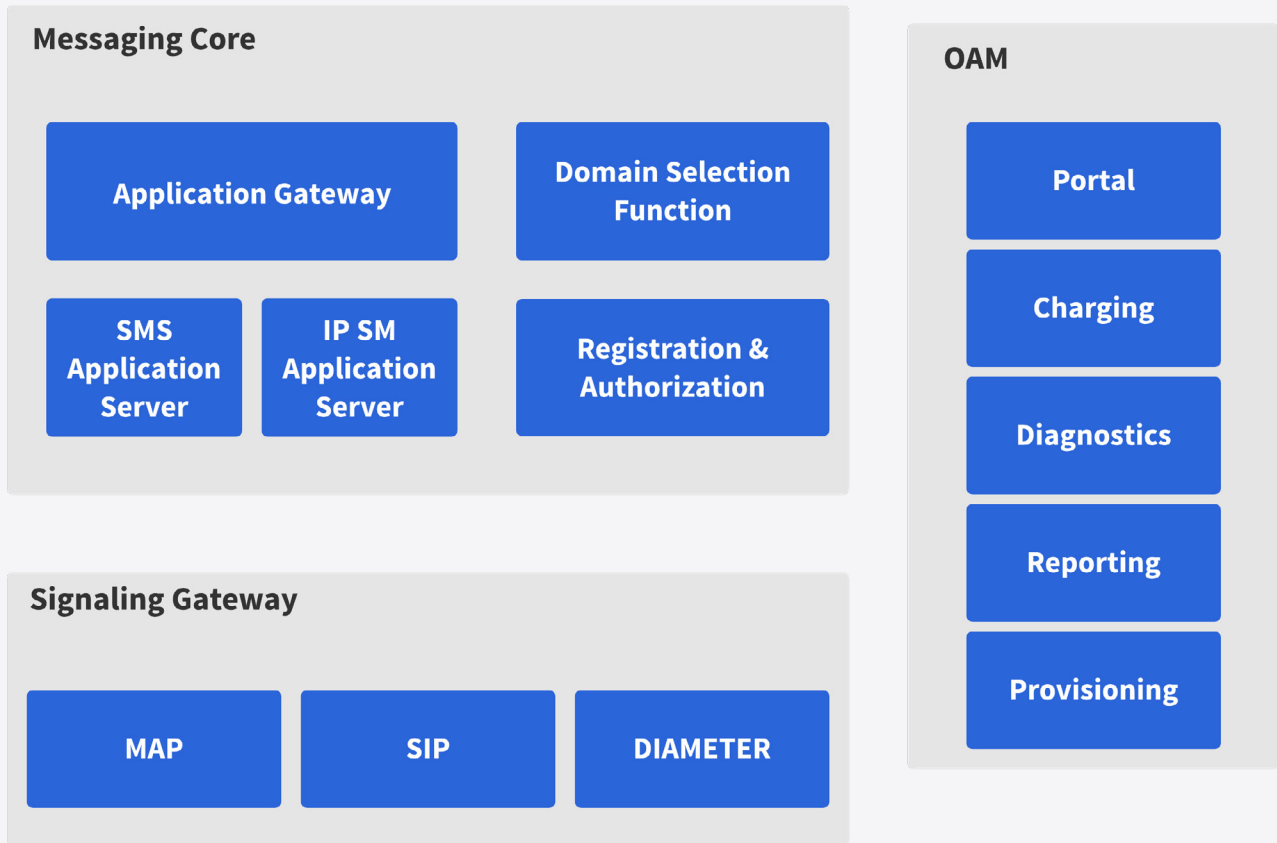 Messaging Core
Application Gateway
Domain Selection
Function
SMS
Application
Server
IP SM
Application
Server
Registration &
Authorization
Signaling Gateway
MAP
SIP
DIAMETER
OAM
Portal
Charging
Diagnostics
Reporting
Provisioning